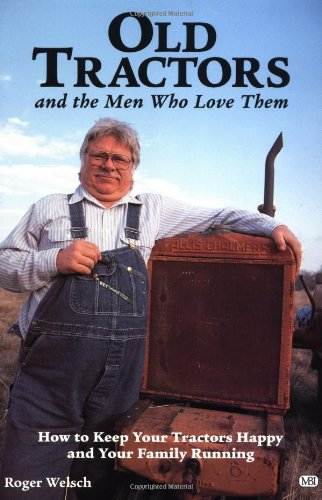 OLD
TRACTORS
and the Men Who Love Them
ALLIS-CHALMERS
How to Keep Your Tractors Happy
and Your Family Running
Roger Welsch
MBI